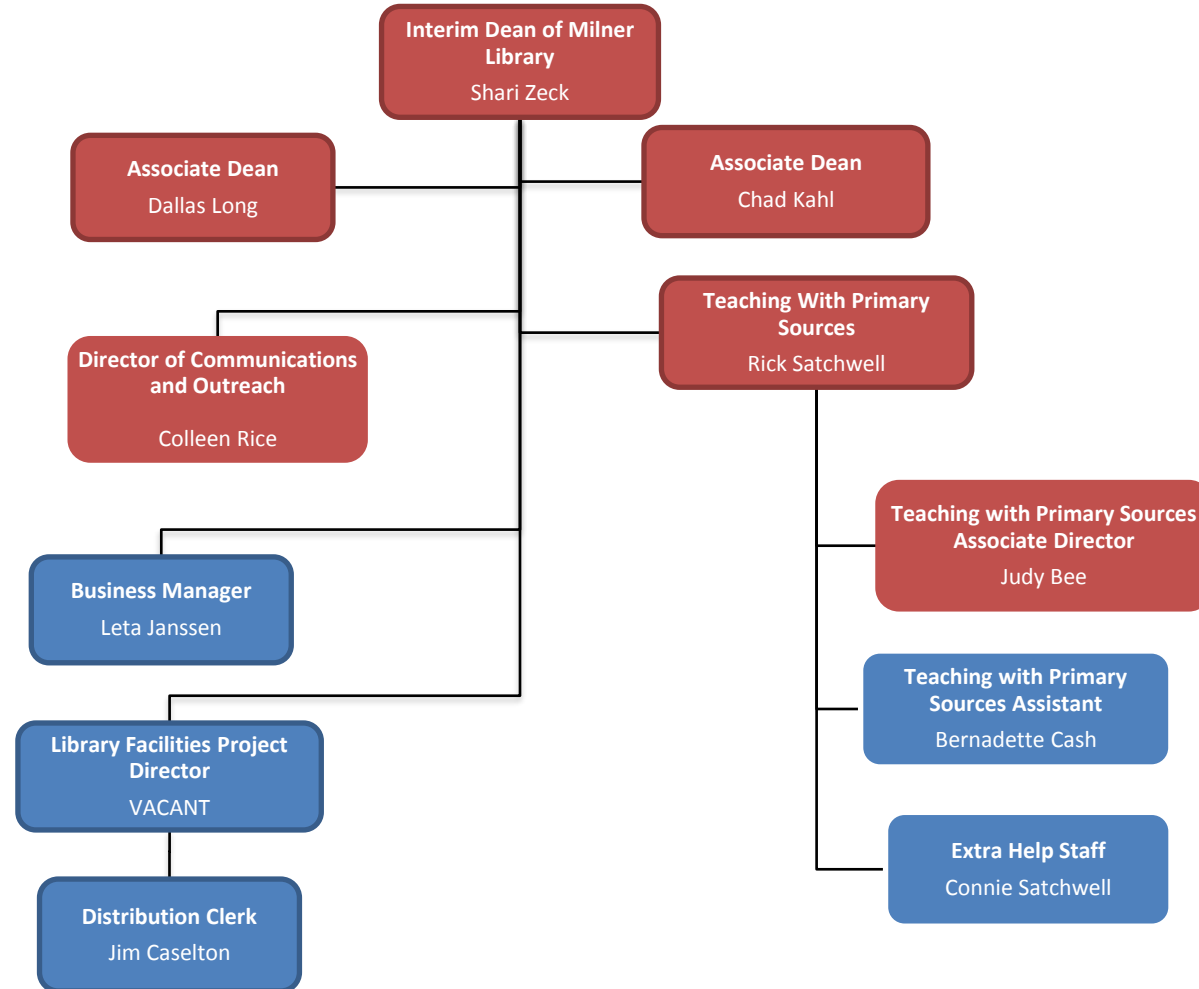 Interim Dean of Milner
Library
Shari Zeck
Associate Dean
Dallas Long
Associate Dean
Chad Kahl
Teaching With Primary
Sources
Rick Satchwell
Director of Communications
and Outreach
Colleen Rice
Teaching with Primary Sources
Associate Director
Judy Bee
Business Manager
Leta Janssen
Teaching with Primary
Sources Assistant
Bernadette Cash
Library Facilities Project
Director
VACANT
Extra Help Staff
Connie Satchwell
Distribution Clerk
Jim Caselton